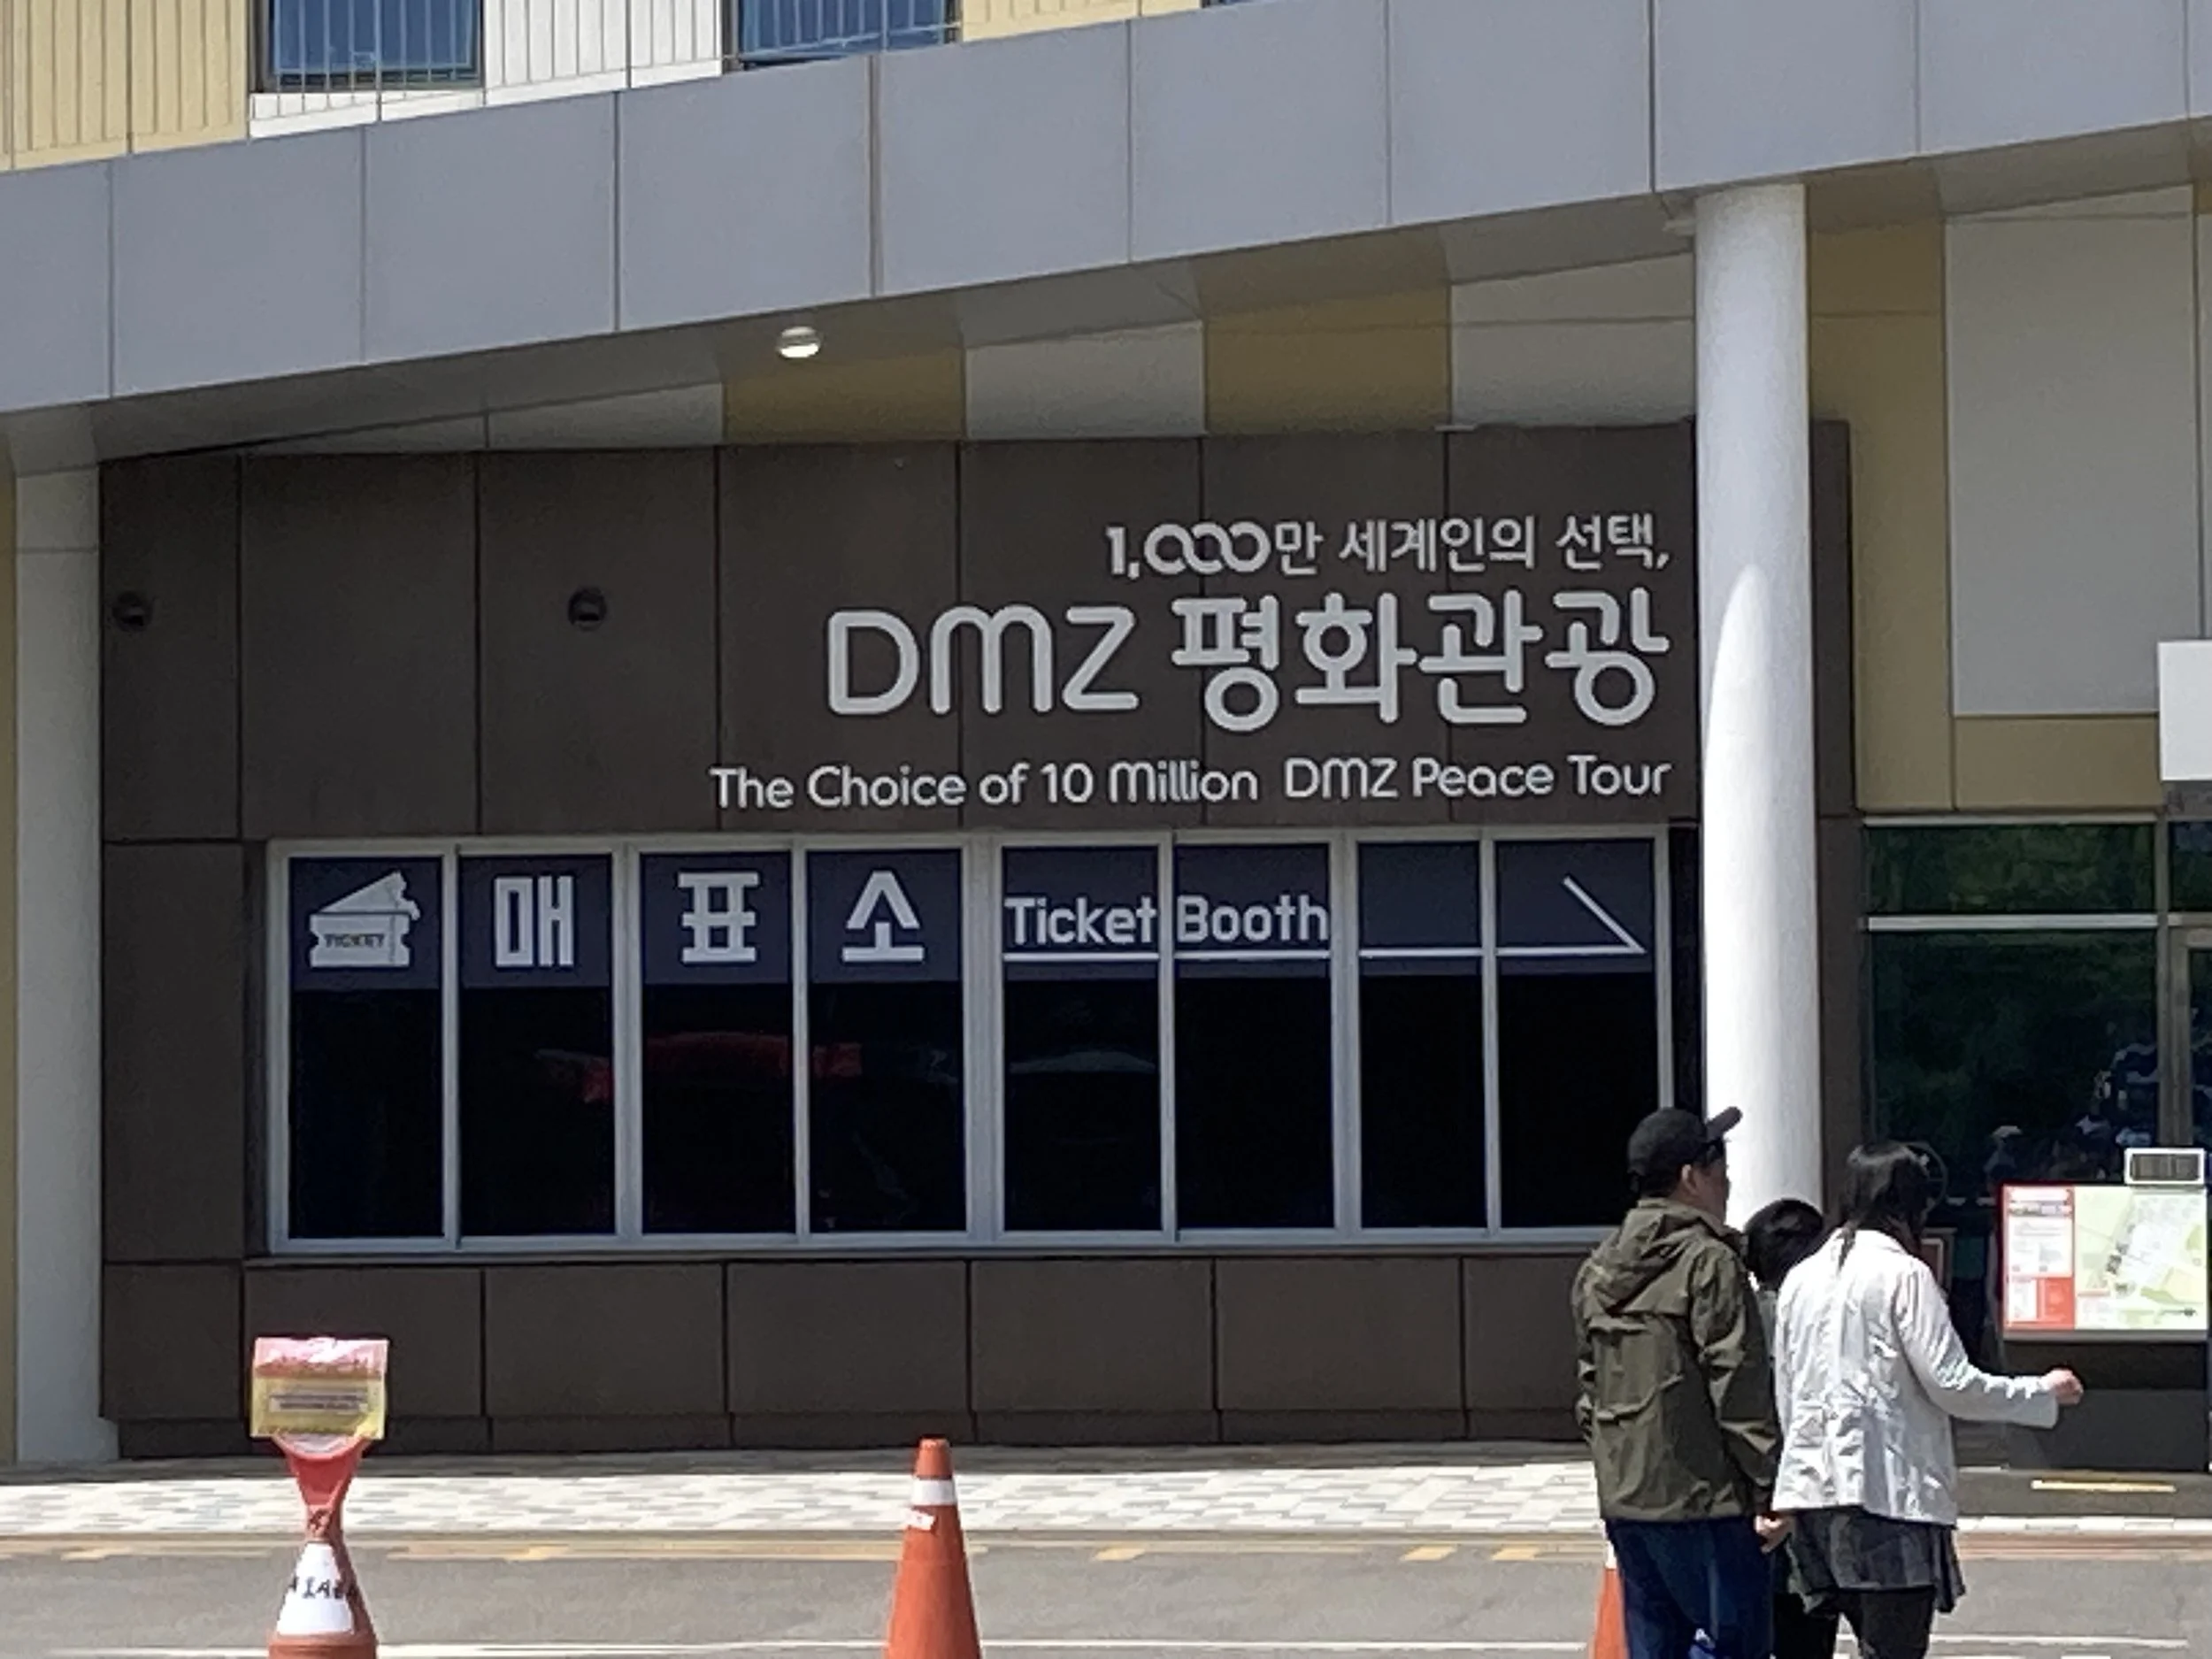 1,000만 세계인의 선택,
DMZ 평화관광
The Choice of 10 Million DMZ Peace Tour
TICKET
매표소 Ticket Booth